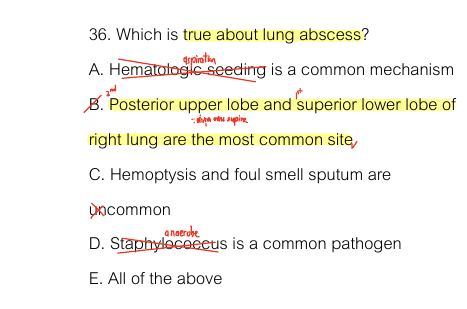 36. Which is true about lung abscess?
aspiration
A. Hematologic seeding is a common mechanism
2nd 1st
B. Posterior upper lobe and superior lower lobe of
supine
right lung are the most common site
C. Hemoptysis and foul smell sputum are
uncommon
anaerobe
D. Staphylococcus is a common pathogen
E. All of the above